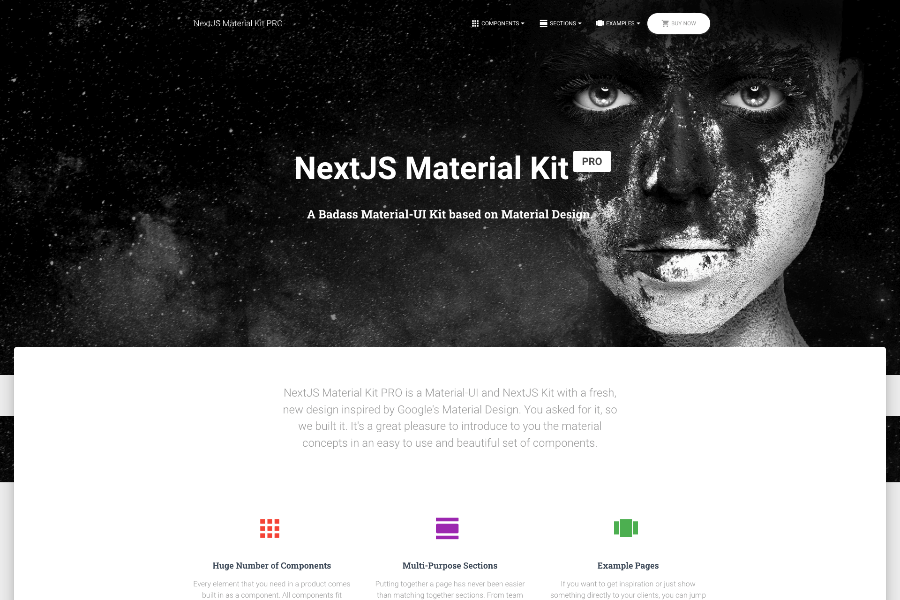 NextJS Material Kit PRO
COMPONENTS
SECTIONS
EXAMPLES
BUY NOW
NextJS Material Kit PRO
A Badass Material-UI Kit based on Material Design.
NextJS Material Kit PRO is a Material-UI and NextJS Kit with a fresh,
new design inspired by Google's Material Design. You asked for it, so
we built it. It's a great pleasure to introduce to you the material
concepts in an easy to use and beautiful set of components.
Huge Number of Components
Multi-Purpose Sections
Example Pages
Every element that you need in a product comes
built in as a component. All components fit
Putting together a page has never been easier
than matching together sections. From team
If you want to get inspiration or just show
something directly to your clients, you can jump